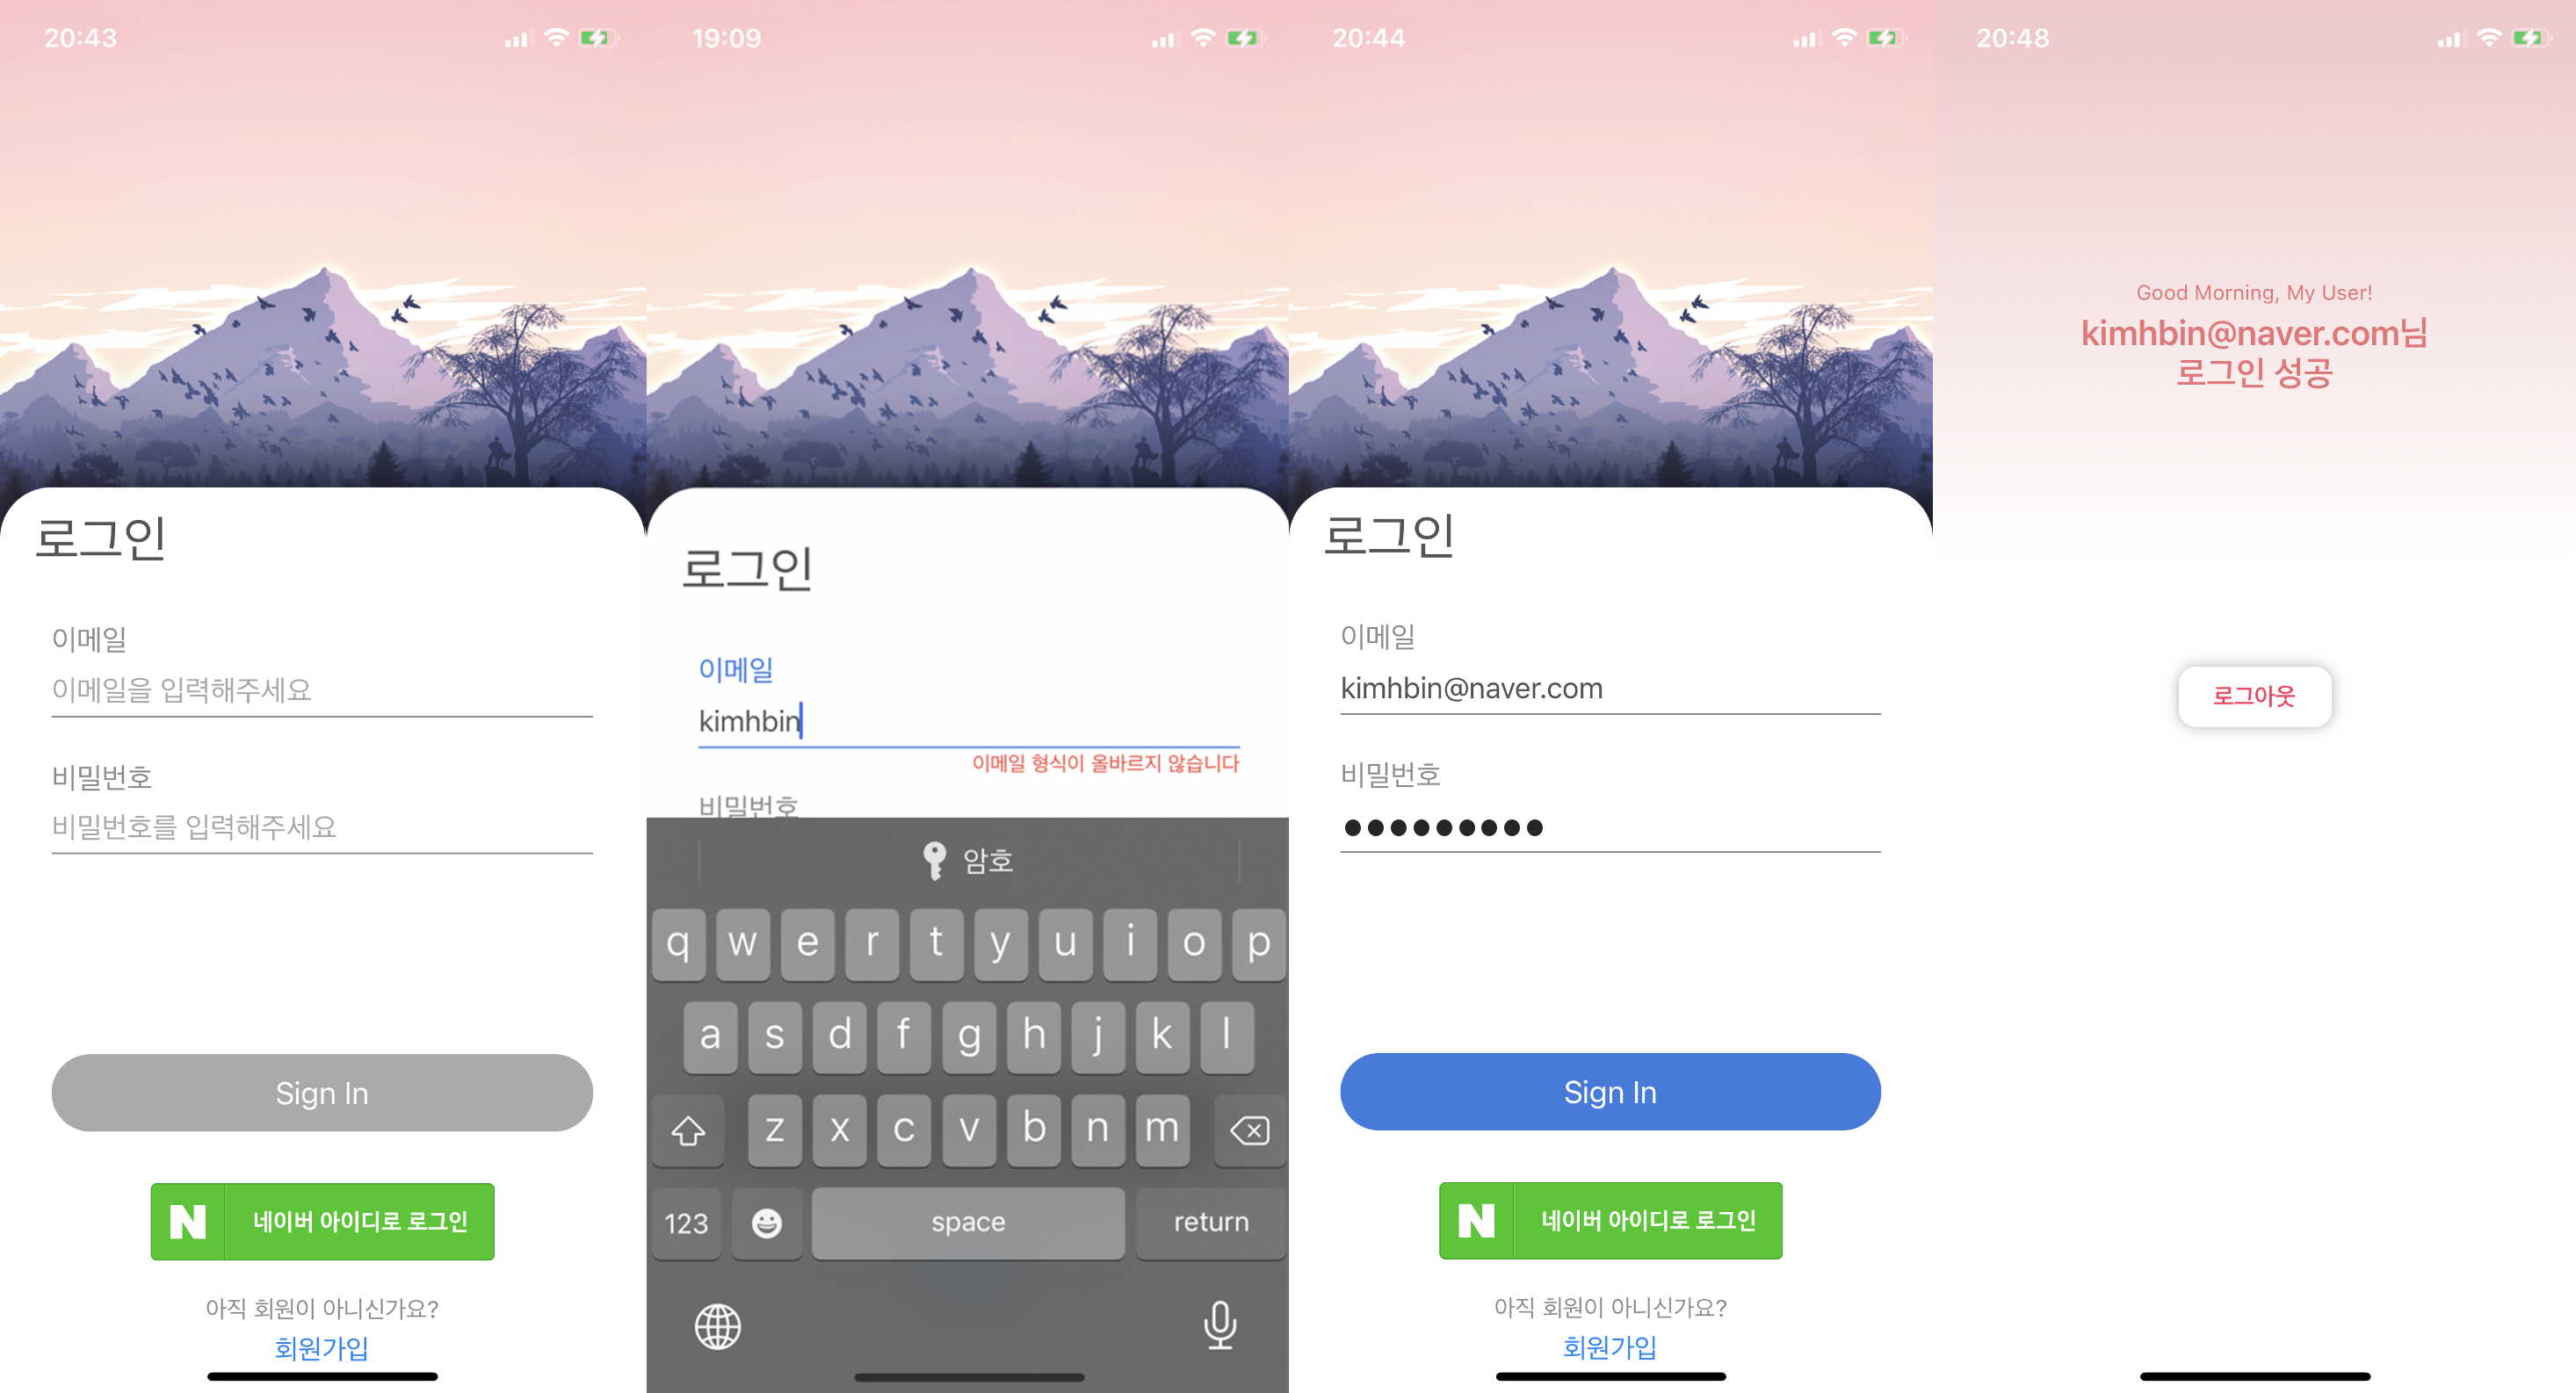 20:43
로그인
이메일
이메일을 입력해주세요
비밀번호
비밀번호를 입력해주세요
Sign In
N 네이버 아이디로 로그인
아직 회원이 아니신가요?
회원가입
19:09
로그인
이메일
kimhbin
이메일 형식이 올바르지 않습니다
비밀번호
암호
q w e r t y u i o p
a s d f g h j k l
z x c v b n m
123 space return
20:44
로그인
이메일
kimhbin@naver.com
비밀번호
Sign In
N 네이버 아이디로 로그인
아직 회원이 아니신가요?
회원가입
20:48
Good Morning, My User!
kimhbin@naver.com님
로그인 성공
로그아웃